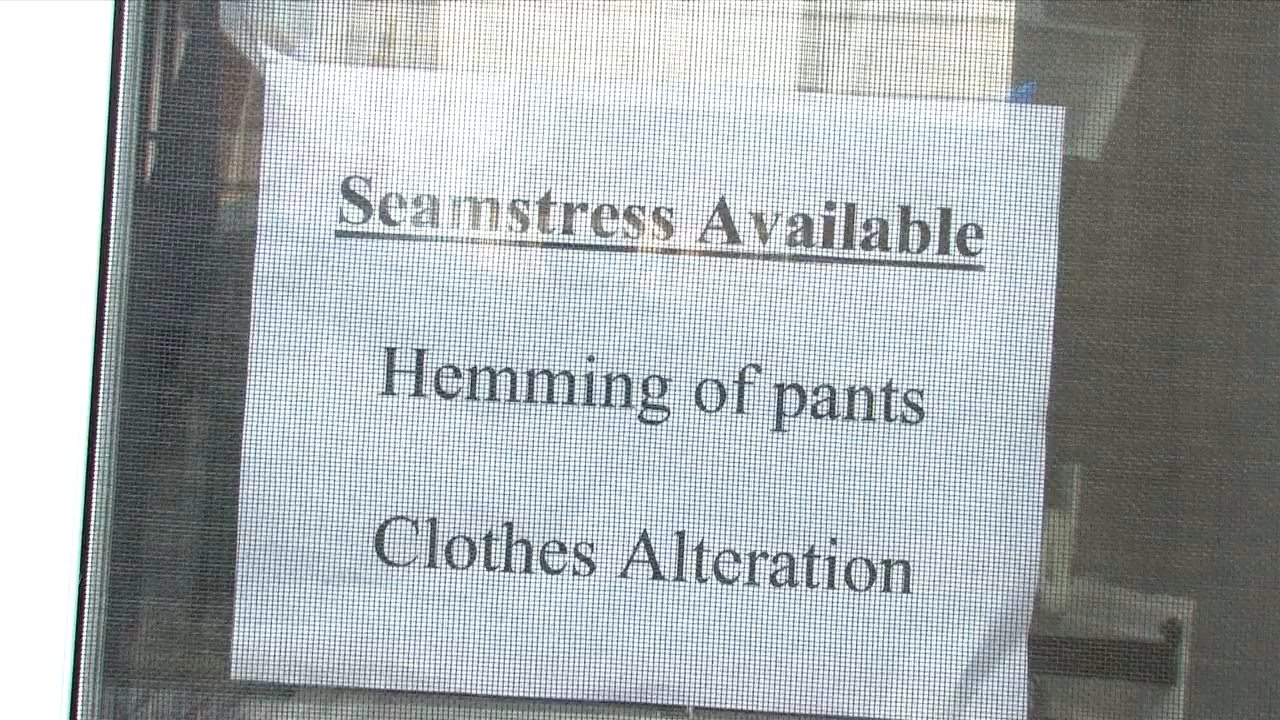 Seamstress Available
Hemming of pants
Clothes Alteration